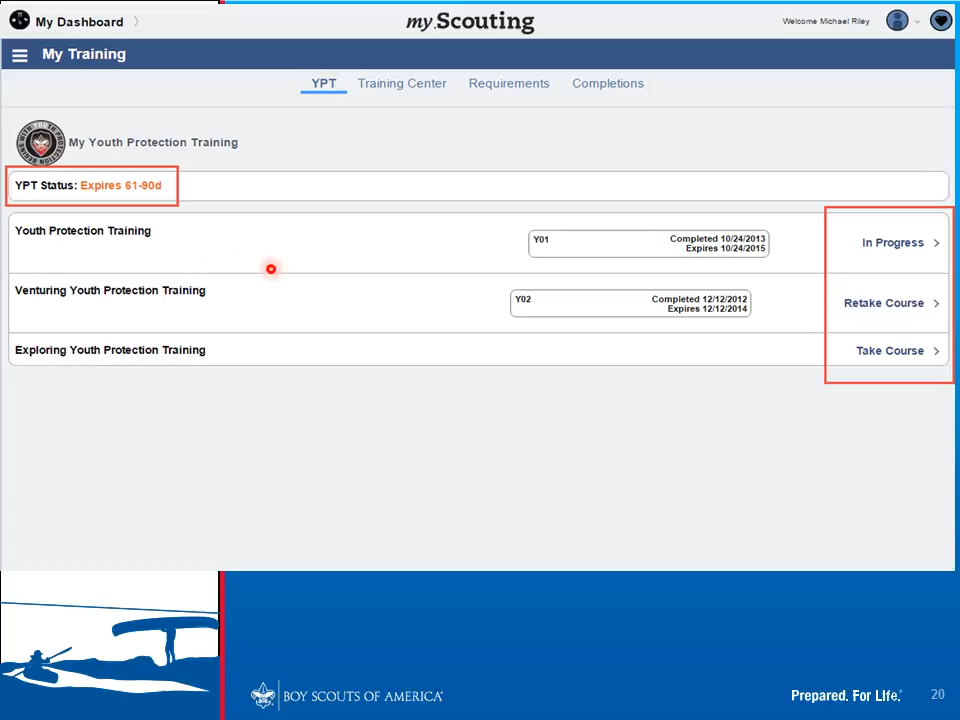 My Dashboard
my.Scouting
Welcome Michael Riley
My Training
YPT Training Center Requirements Completions
My Youth Protection Training
YPT Status: Expires 61-90d
Youth Protection Training
Y01 Completed 10/24/2013
Expires 10/24/2015
In Progress
Venturing Youth Protection Training
Y02 Completed 12/12/2012
Expires 12/12/2014
Retake Course
Exploring Youth Protection Training
Take Course
BOY SCOUTS OF AMERICA
Prepared. For Life.
20